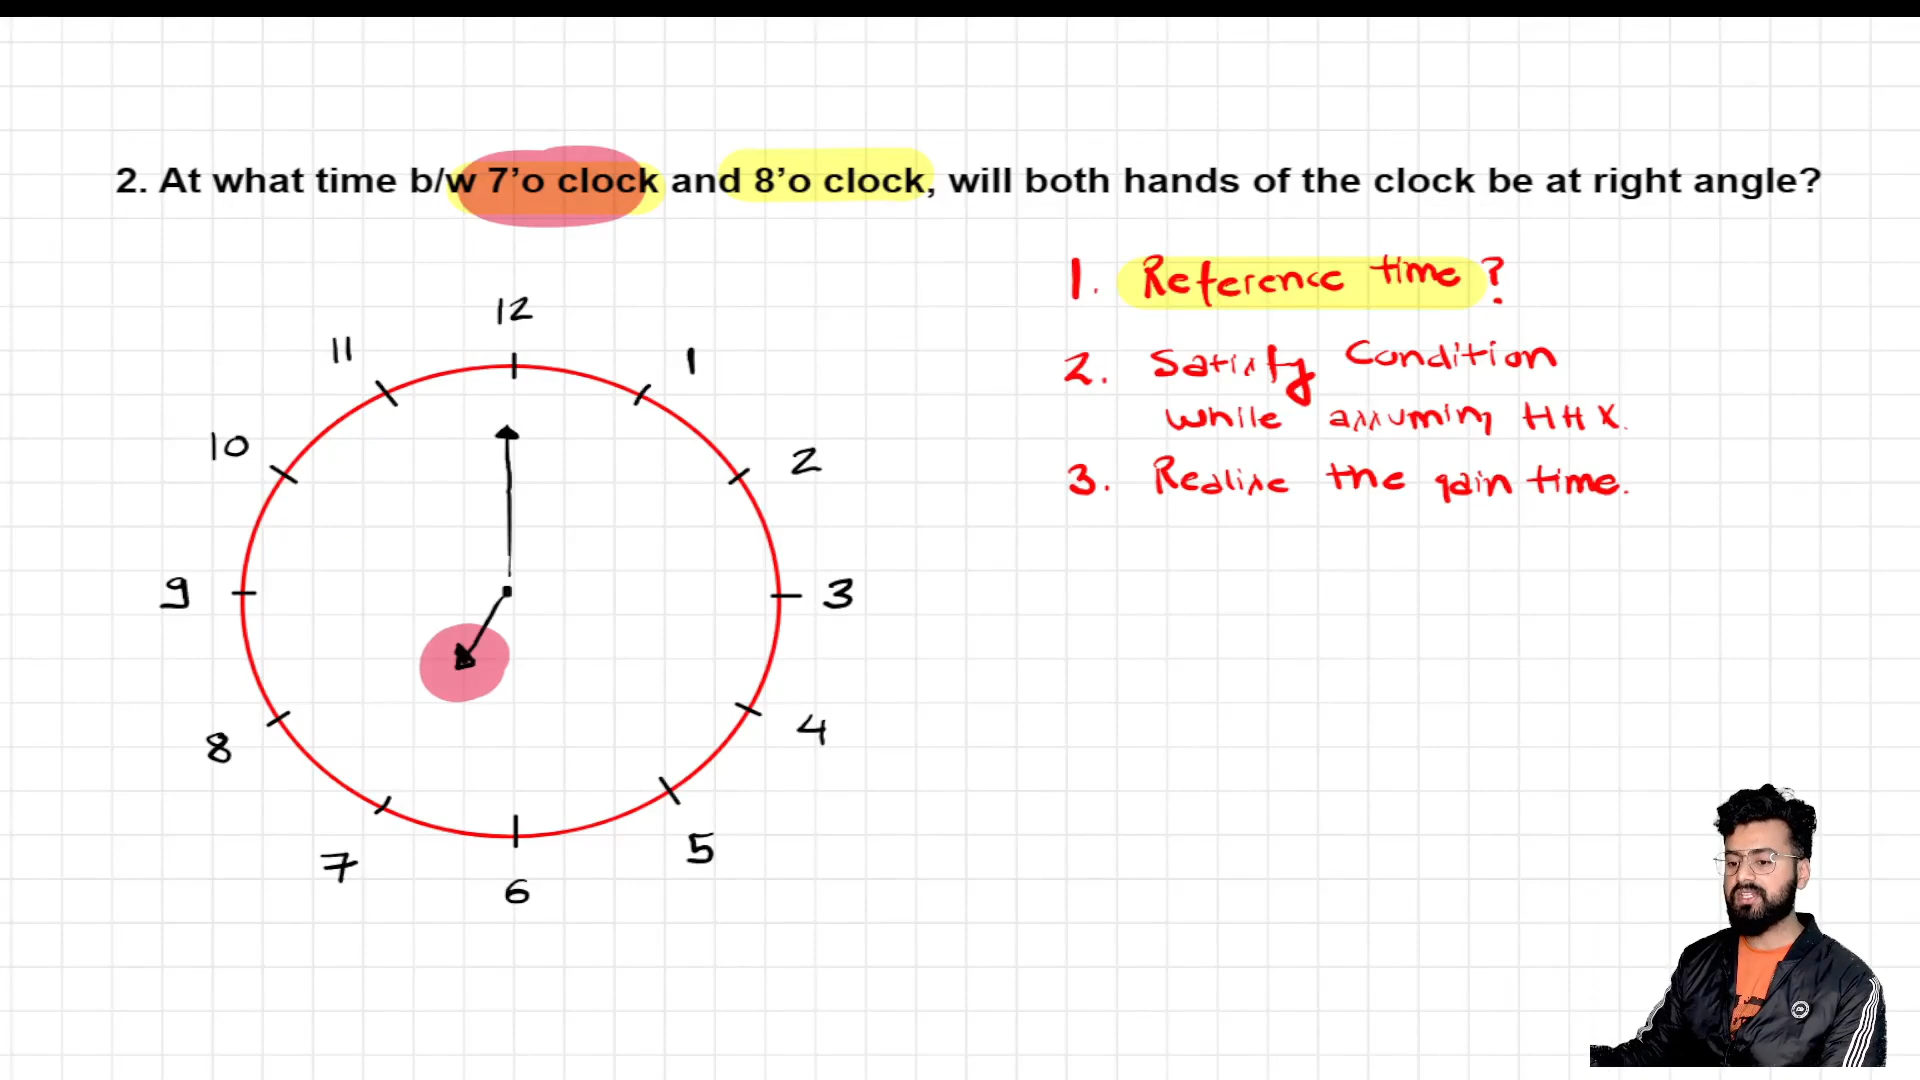 2. At what time b/w 7'o clock and 8'o clock, will both hands of the clock be at right angle?
1. Reference time?
2. Satisfy Condition
while assuming HH X.
3. Realise the gain time.
12
11
1
10
2
9
3
8
4
7
5
6